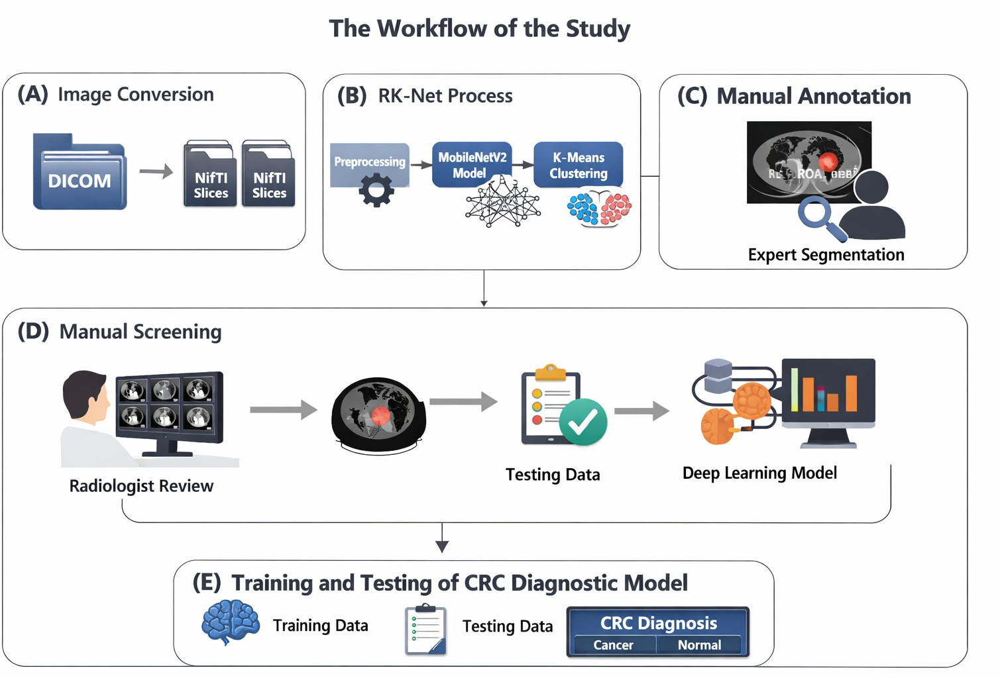 The Workflow of the Study
(A) Image Conversion
DICOM
NifTI
Slices
NifTI
Slices
(B) RK-Net Process
Preprocessing
MobileNetV2
Model
K-Means
Clustering
(C) Manual Annotation
ROA
Expert Segmentation
(D) Manual Screening
Radiologist Review
Testing Data
Deep Learning Model
(E) Training and Testing of CRC Diagnostic Model
Training Data
Testing Data
CRC Diagnosis
Cancer
Normal